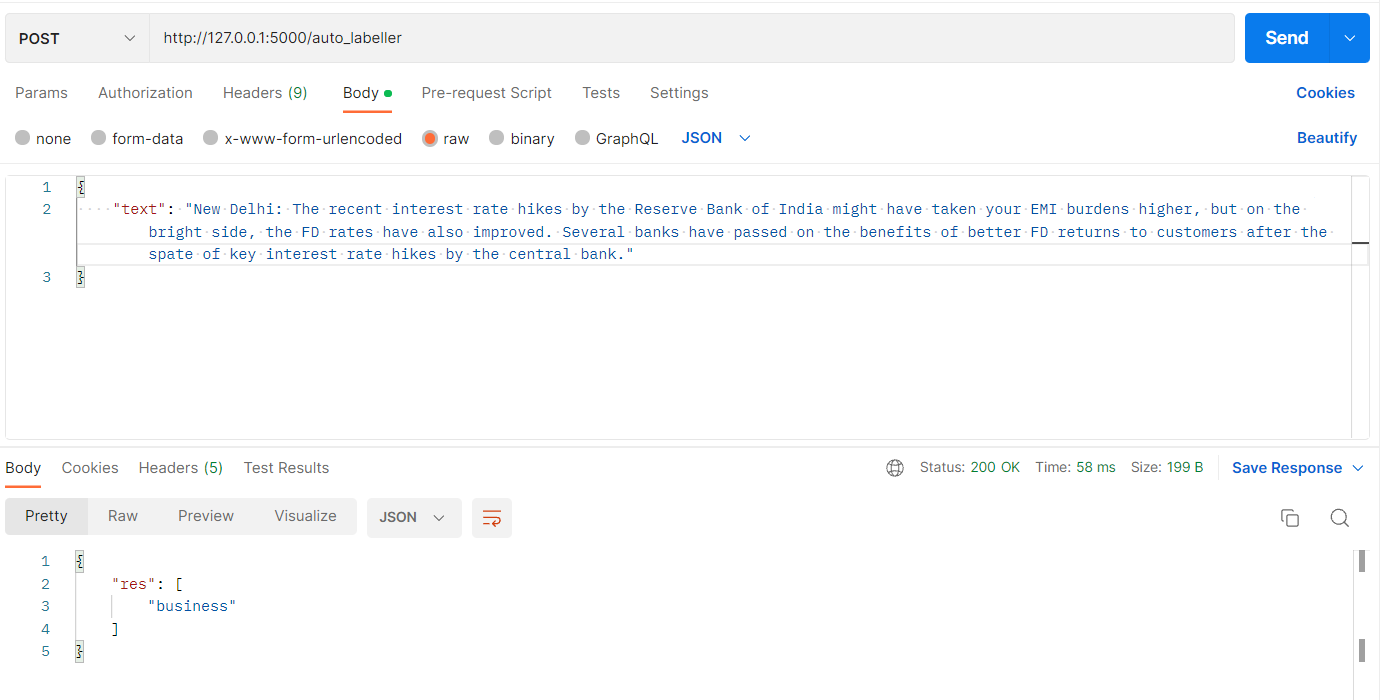 POST http://127.0.0.1:5000/auto_labeller Send
Params Authorization Headers (9) Body Pre-request Script Tests Settings Cookies
none form-data x-www-form-urlencoded raw binary GraphQL JSON Beautify
1 {
2 "text": "New Delhi: The recent interest rate hikes by the Reserve Bank of India might have taken your EMI burdens higher, but on the
bright side, the FD rates have also improved. Several banks have passed on the benefits of better FD returns to customers after the
spate of key interest rate hikes by the central bank."
3 }
Body Cookies Headers (5) Test Results Status: 200 OK Time: 58 ms Size: 199 B Save Response
Pretty Raw Preview Visualize JSON
1 {
2 "res": [
3 "business"
4 ]
5 }